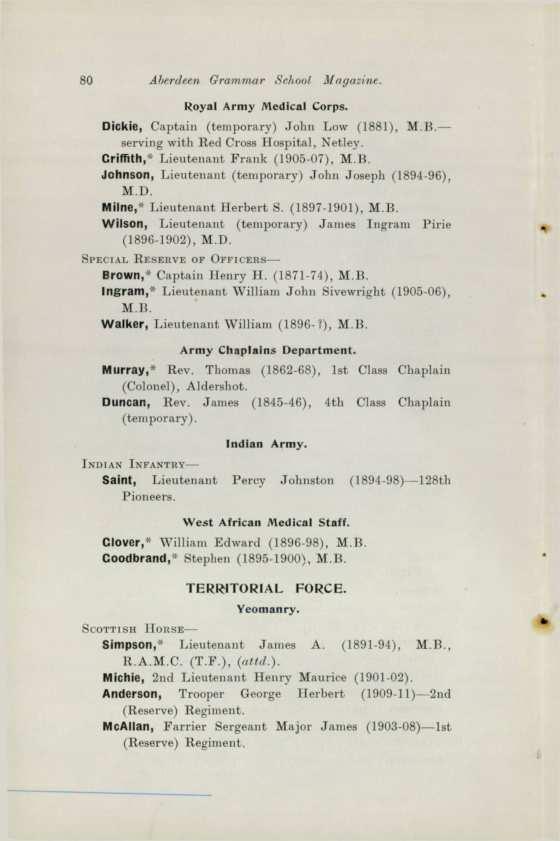 80 Aberdeen Grammar School Magazine.
Royal Army Medical Corps.
Dickie, Captain (temporary) John Low (1881), M.B.—
serving with Red Cross Hospital, Netley.
Griffith,* Lieutenant Frank (1905-07), M.B.
Johnson, Lieutenant (temporary) John Joseph (1894-96),
M.D.
Milne,* Lieutenant Herbert S. (1897-1901), M.B.
Wilson, Lieutenant (temporary) James Ingram Pirie
(1896-1902), M.D.
Special Reserve of Officers—
Brown,* Captain Henry H. (1871-74), M.B.
Ingram,* Lieutenant William John Sivewright (1905-06),
M.B.
Walker, Lieutenant William (1896-?), M.B.
Army Chaplains Department.
Murray,* Rev. Thomas (1862-68), 1st Class Chaplain
(Colonel), Aldershot.
Duncan, Rev. James (1845-46), 4th Class Chaplain
(temporary).
Indian Army.
Indian Infantry—
Saint, Lieutenant Percy Johnston (1894-98)—128th
Pioneers.
West African Medical Staff.
Glover,* William Edward (1896-98), M.B.
Goodbrand,* Stephen (1895-1900), M.B.
TERRITORIAL FORCE.
Yeomanry.
Scottish Horse—
Simpson,* Lieutenant James A. (1891-94), M.B.,
R.A.M.C. (T.F.), (attd.).
Michie, 2nd Lieutenant Henry Maurice (1901-02).
Anderson, Trooper George Herbert (1909-11)—2nd
(Reserve) Regiment.
McAllan, Farrier Sergeant Major James (1903-08)—1st
(Reserve) Regiment.